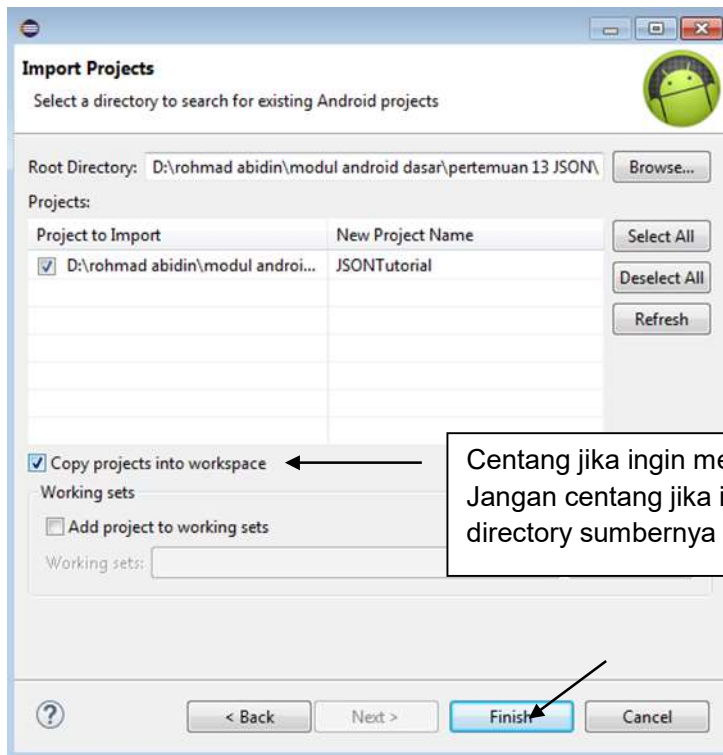 Import Projects
Select a directory to search for existing Android projects
Root Directory: D:\rohmad abidin\modul android dasar\pertemuan 13 JSON\ Browse...
Projects:
Project to Import New Project Name Select All
D:\rohmad abidin\modul androi... JSONTutorial
Deselect All
Refresh
Copy projects into workspace
Centang jika ingin me
Jangan centang jika i
directory sumbernya
Working sets
Add project to working sets
Working sets:
? < Back Next > Finish Cancel